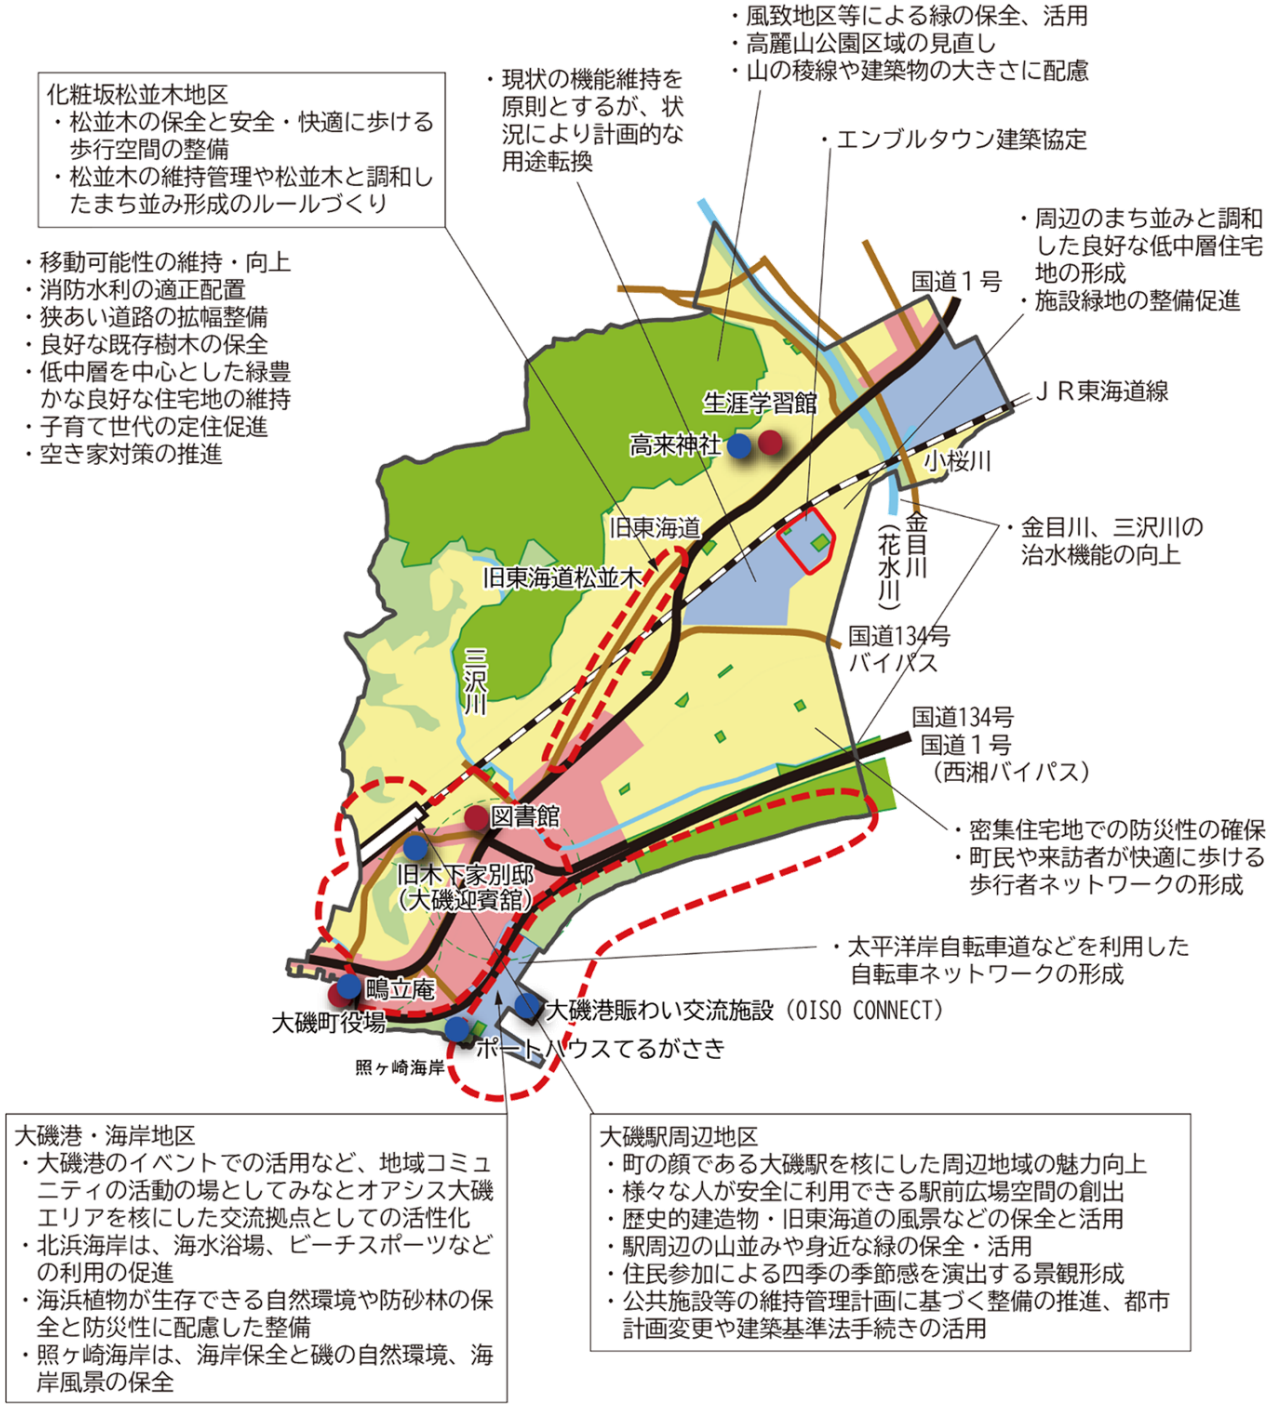 ・風致地区等による緑の保全、活用
・高麗山公園区域の見直し
・山の稜線や建築物の大きさに配慮
・現状の機能維持を
原則とするが、状
況により計画的な
用途転換
・エンブルタウン建築協定
化粧坂松並木地区
・松並木の保全と安全・快適に歩ける
歩行空間の整備
・松並木の維持管理や松並木と調和し
たまち並み形成のルールづくり
・周辺のまち並みと調和
した良好な低中層住宅
地の形成
・施設緑地の整備促進
・移動可能性の維持・向上
・消防水利の適正配置
・狭あい道路の拡幅整備
・良好な既存樹木の保全
・低中層を中心とした緑豊
かな良好な住宅地の維持
・子育て世代の定住促進
・空き家対策の推進
国道１号
ＪＲ東海道線
生涯学習館
高来神社
小桜川
旧東海道
旧東海道松並木
金目川
（花水川）
・金目川、三沢川の
治水機能の向上
三沢川
国道134号
バイパス
国道134号
国道１号
（西湘バイパス）
図書館
旧木下家別邸
（大磯迎賓舘）
・密集住宅地での防災性の確保
・町民や来訪者が快適に歩ける
歩行者ネットワークの形成
・太平洋岸自転車道などを利用した
自転車ネットワークの形成
鴫立庵
大磯町役場
大磯港賑わい交流施設（OISO CONNECT）
ポートハウスてるがさき
照ヶ崎海岸
大磯港・海岸地区
・大磯港のイベントでの活用など、地域コミュ
ニティの活動の場としてみなとオアシス大磯
エリアを核にした交流拠点としての活性化
・北浜海岸は、海水浴場、ビーチスポーツなど
の利用の促進
・海浜植物が生存できる自然環境や防砂林の保
全と防災性に配慮した整備
・照ヶ崎海岸は、海岸保全と磯の自然環境、海
岸風景の保全
大磯駅周辺地区
・町の顔である大磯駅を核にした周辺地域の魅力向上
・様々な人が安全に利用できる駅前広場空間の創出
・歴史的建造物・旧東海道の風景などの保全と活用
・駅周辺の山並みや身近な緑の保全・活用
・住民参加による四季の季節感を演出する景観形成
・公共施設等の維持管理計画に基づく整備の推進、都市
計画変更や建築基準法手続きの活用